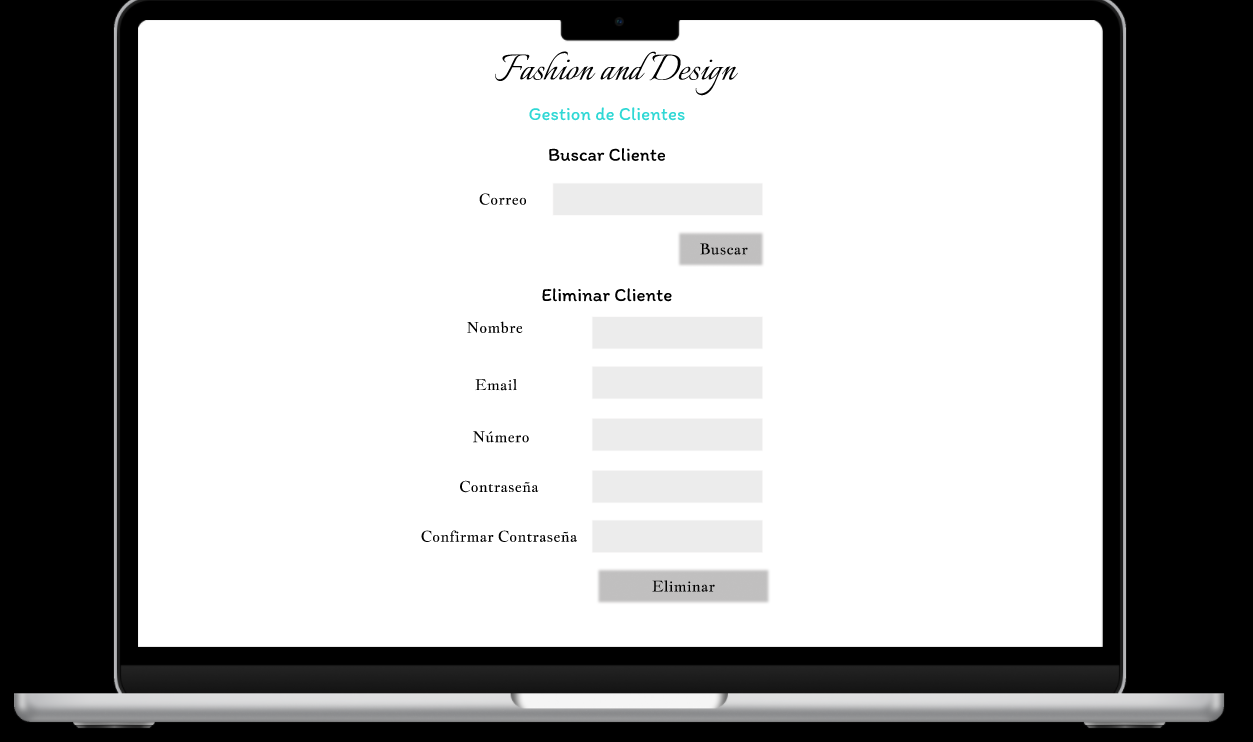 Fashion and Design
Gestion de Clientes
Buscar Cliente
Correo
Buscar
Eliminar Cliente
Nombre
Email
Número
Contraseña
Confirmar Contraseña
Eliminar